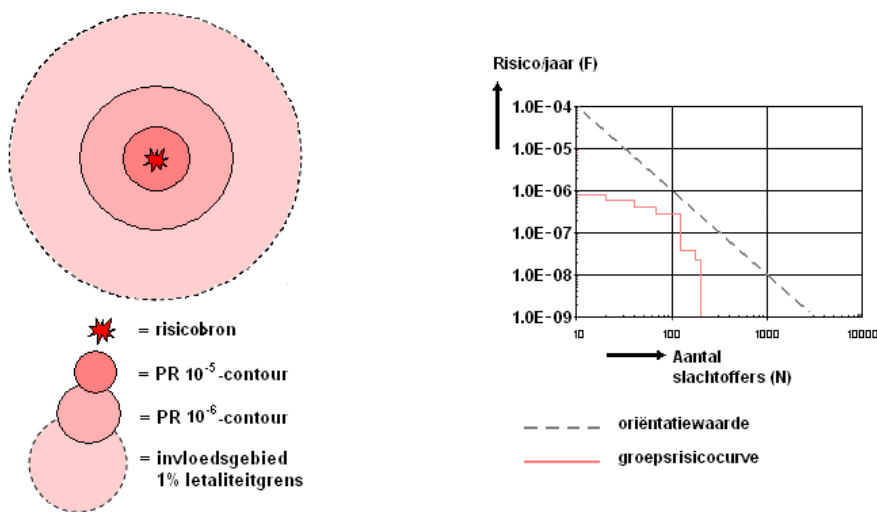 = risicobron
= PR 10⁻⁵-contour
= PR 10⁻⁶-contour
= invloedsgebied
1% letaliteitgrens
Risico/jaar (F)
1.0E-04
1.0E-05
1.0E-06
1.0E-07
1.0E-08
1.0E-09
10 100 1000 10000
Aantal
slachtoffers (N)
oriëntatiewaarde
groepsrisicocurve